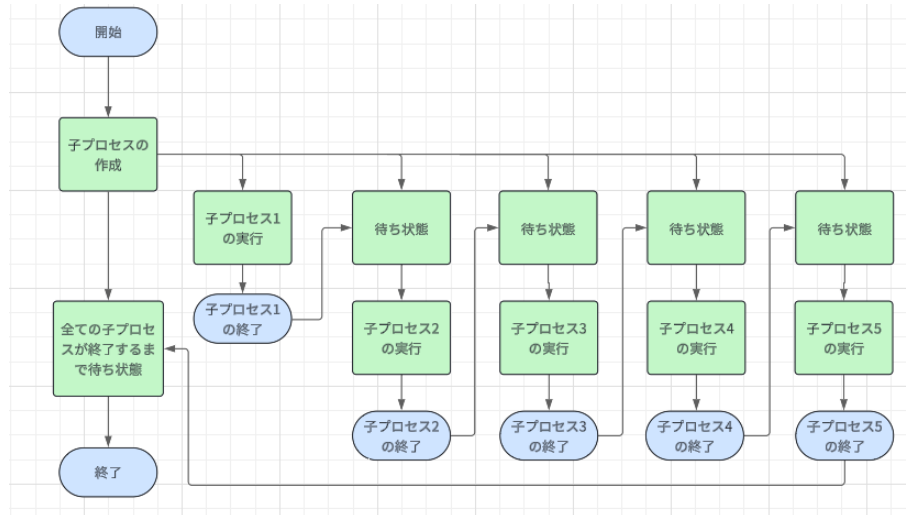 開始
子プロセスの
作成
子プロセス1
の実行
待ち状態
待ち状態
待ち状態
待ち状態
子プロセス1
の終了
全ての子プロセ
スが終了するま
で待ち状態
子プロセス2
の実行
子プロセス3
の実行
子プロセス4
の実行
子プロセス5
の実行
子プロセス2
の終了
子プロセス3
の終了
子プロセス4
の終了
子プロセス5
の終了
終了